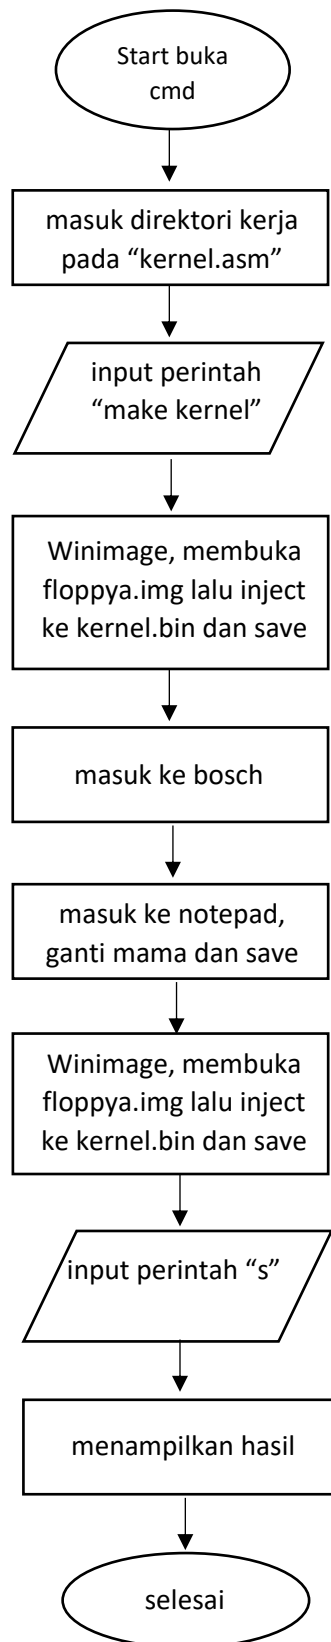 Start buka
cmd
masuk direktori kerja
pada “kernel.asm”
input perintah
“make kernel”
Winimage, membuka
floppya.img lalu inject
ke kernel.bin dan save
masuk ke bosch
masuk ke notepad,
ganti mama dan save
Winimage, membuka
floppya.img lalu inject
ke kernel.bin dan save
input perintah “s”
menampilkan hasil
selesai